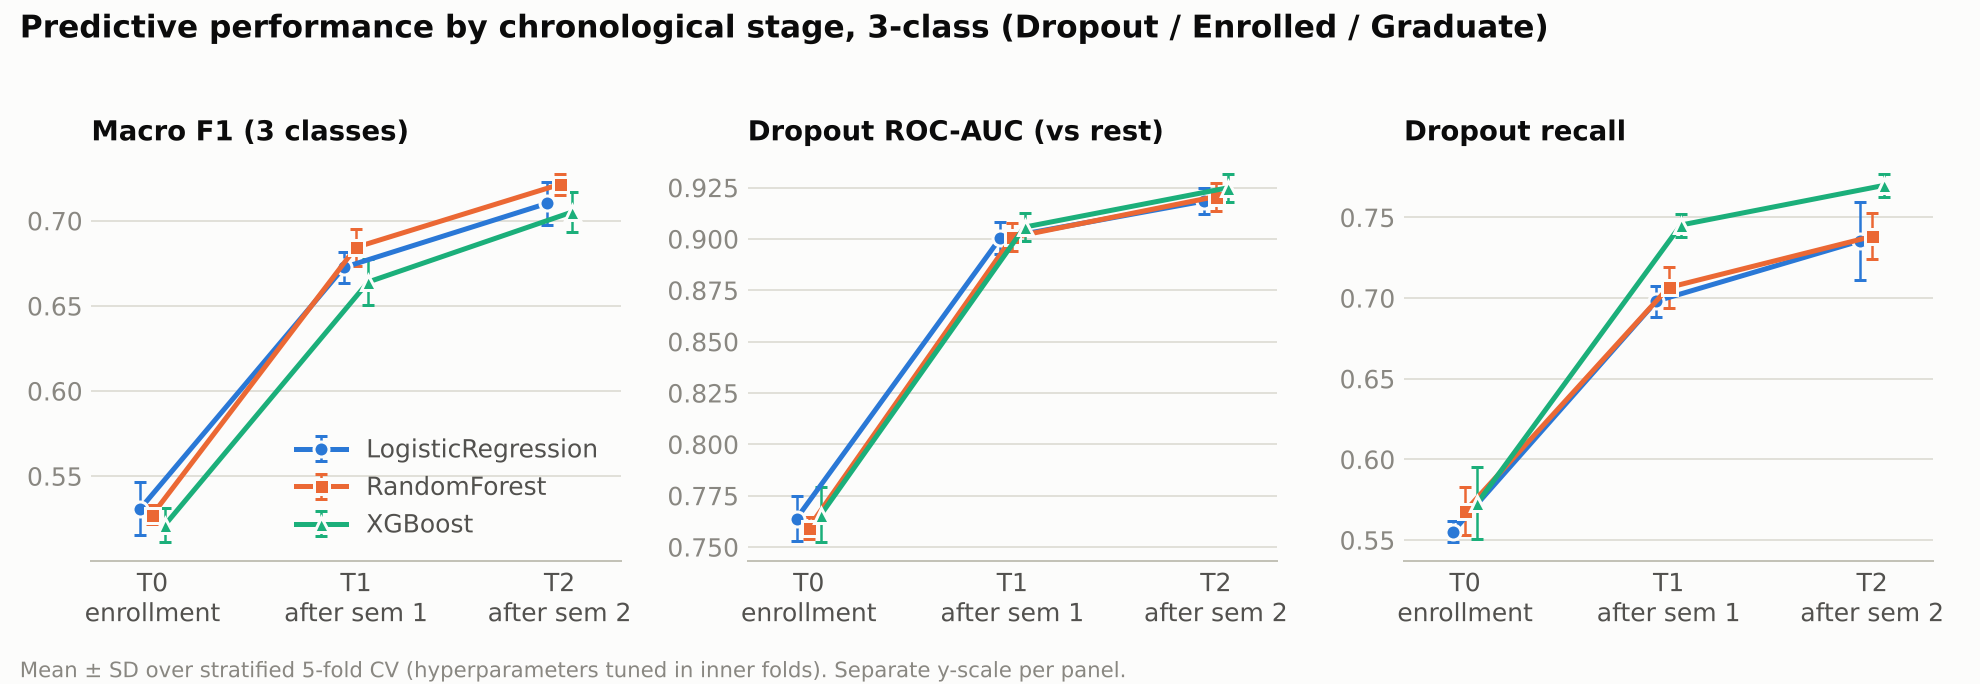 Predictive performance by chronological stage, 3-class (Dropout / Enrolled / Graduate)
Macro F1 (3 classes)
0.70
0.65
0.60
0.55
LogisticRegression
RandomForest
XGBoost
T0
enrollment
T1
after sem 1
T2
after sem 2
Dropout ROC-AUC (vs rest)
0.925
0.900
0.875
0.850
0.825
0.800
0.775
0.750
T0
enrollment
T1
after sem 1
T2
after sem 2
Dropout recall
0.75
0.70
0.65
0.60
0.55
T0
enrollment
T1
after sem 1
T2
after sem 2
Mean ± SD over stratified 5-fold CV (hyperparameters tuned in inner folds). Separate y-scale per panel.